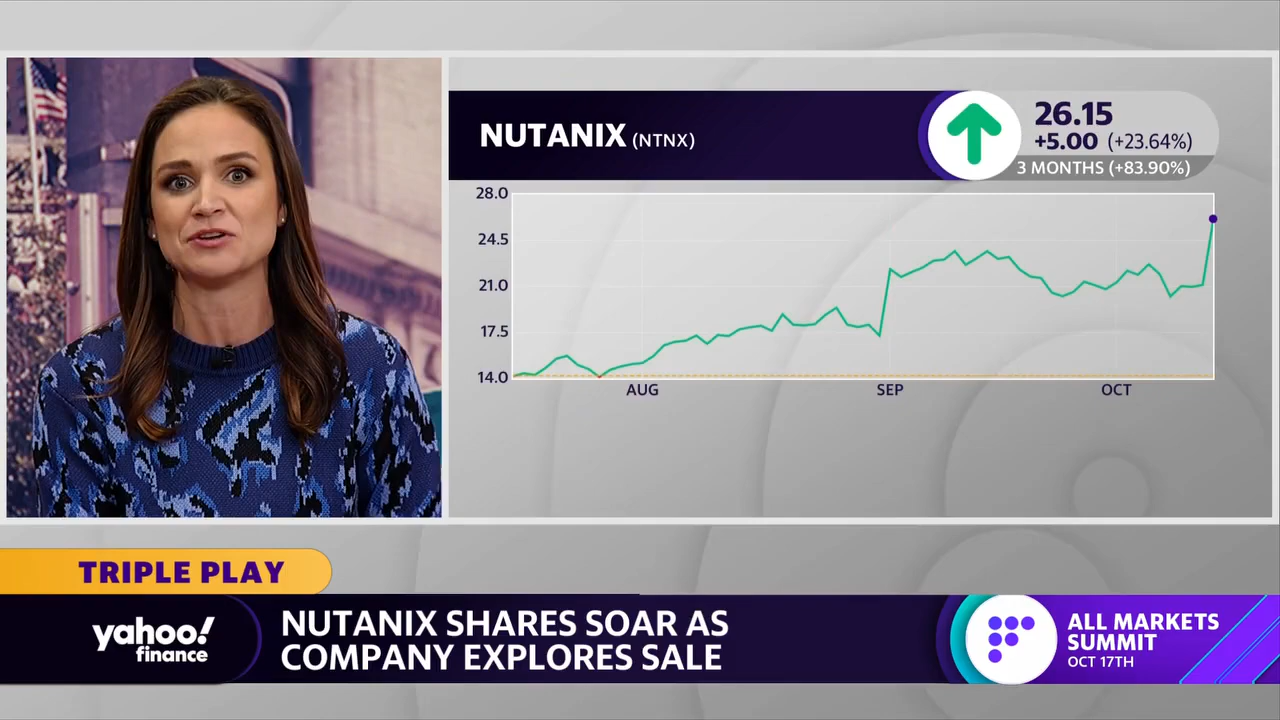 NUTANIX (NTNX)
26.15
+5.00 (+23.64%)
3 MONTHS (+83.90%)
28.0
24.5
21.0
17.5
14.0
AUG SEP OCT
TRIPLE PLAY
yahoo!
finance
NUTANIX SHARES SOAR AS
COMPANY EXPLORES SALE
ALL MARKETS
SUMMIT
OCT 17TH